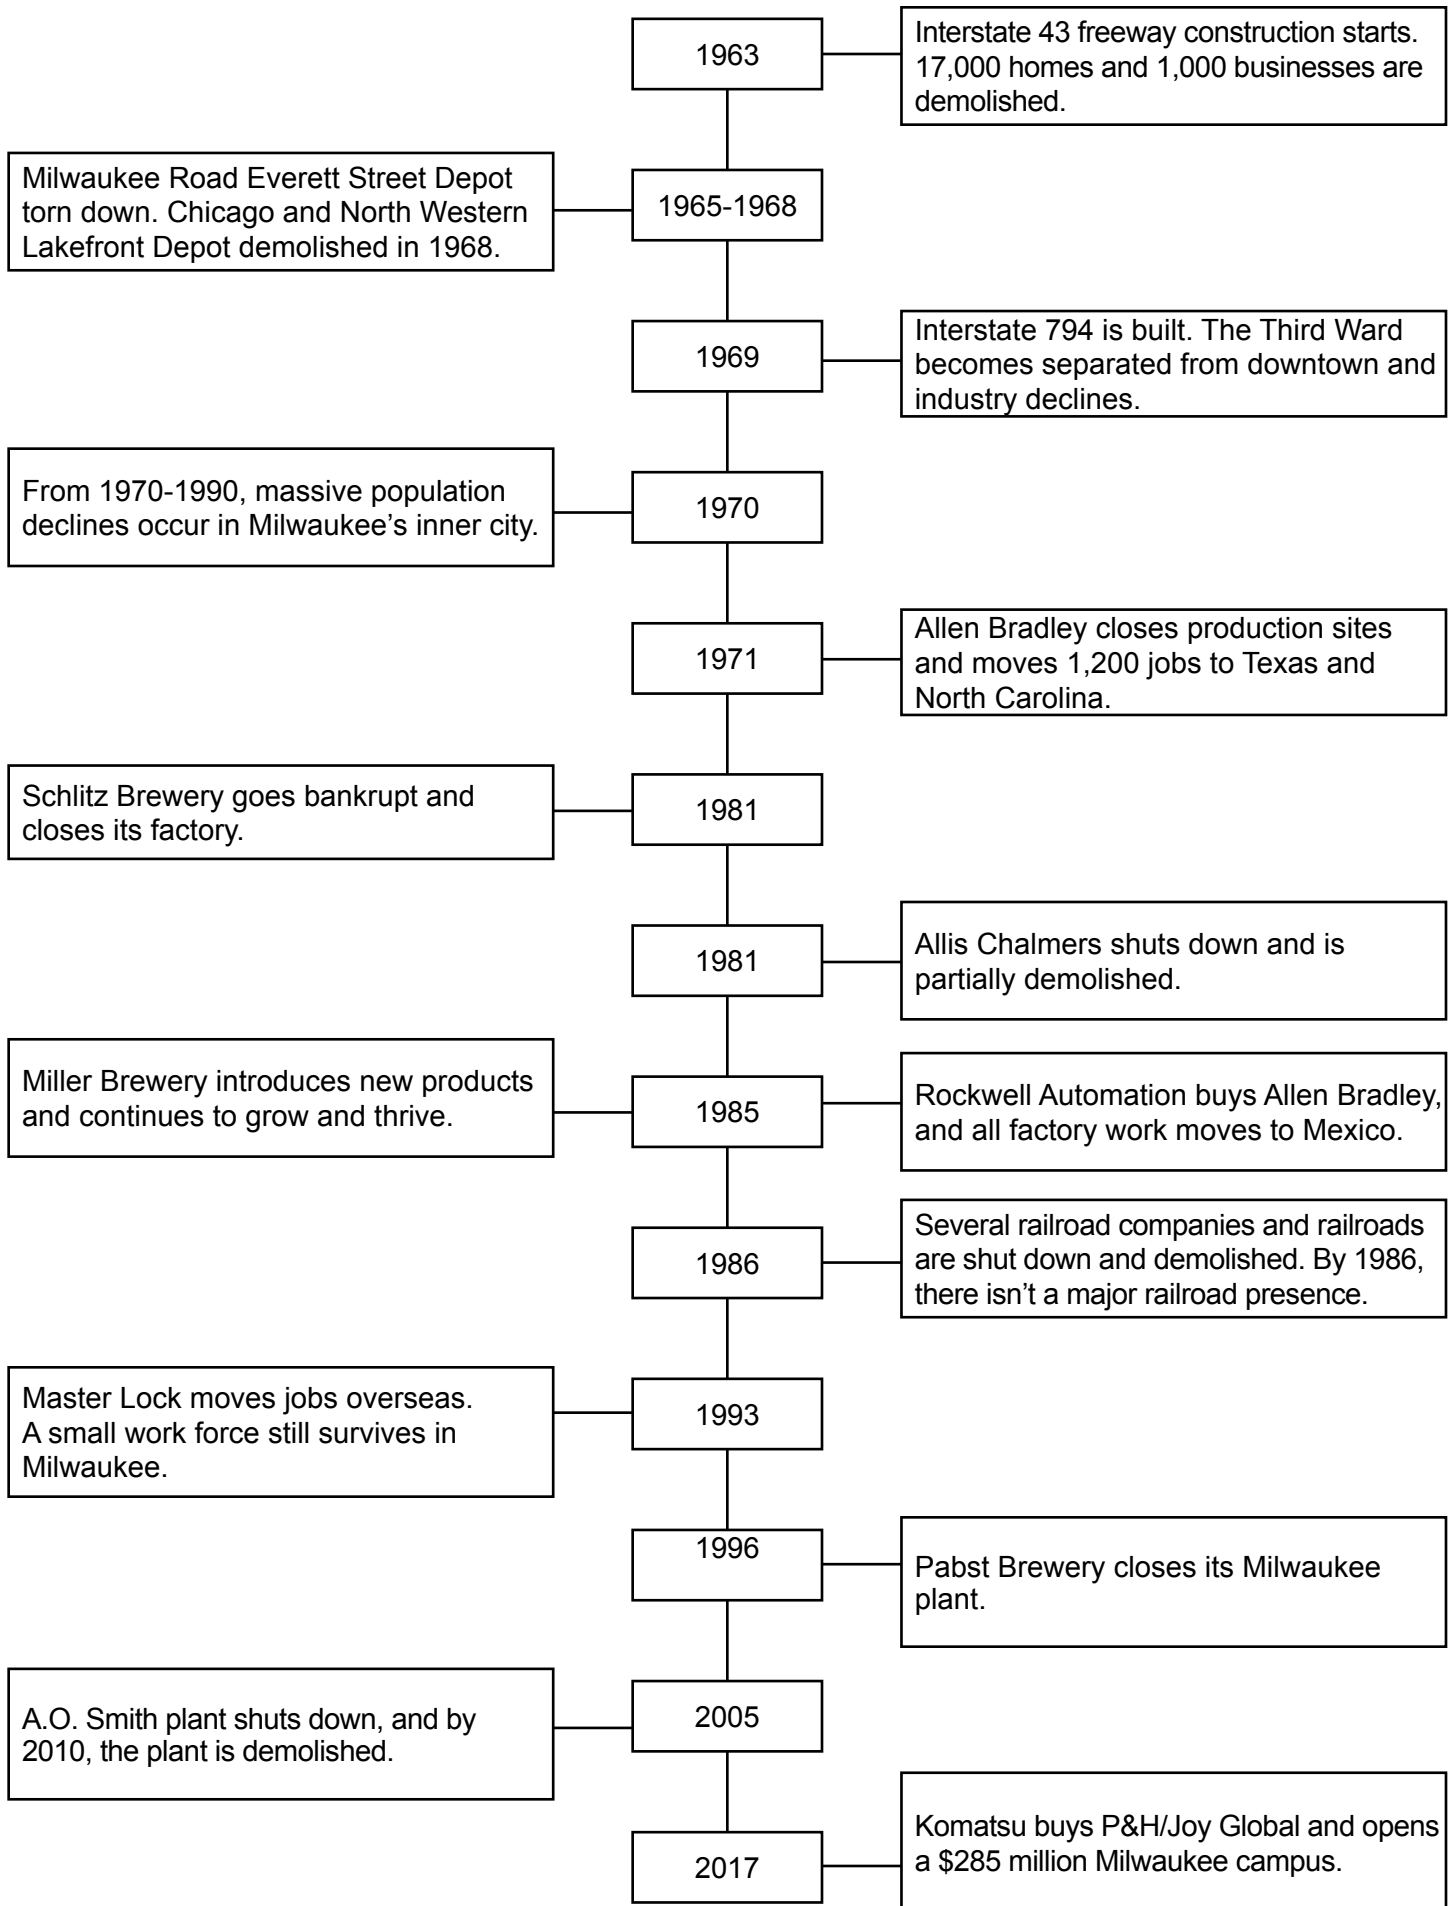 1963
Interstate 43 freeway construction starts.
17,000 homes and 1,000 businesses are
demolished.
Milwaukee Road Everett Street Depot
torn down. Chicago and North Western
Lakefront Depot demolished in 1968.
1965-1968
1969
Interstate 794 is built. The Third Ward
becomes separated from downtown and
industry declines.
From 1970-1990, massive population
declines occur in Milwaukee’s inner city.
1970
1971
Allen Bradley closes production sites
and moves 1,200 jobs to Texas and
North Carolina.
Schlitz Brewery goes bankrupt and
closes its factory.
1981
1981
Allis Chalmers shuts down and is
partially demolished.
Miller Brewery introduces new products
and continues to grow and thrive.
1985
Rockwell Automation buys Allen Bradley,
and all factory work moves to Mexico.
1986
Several railroad companies and railroads
are shut down and demolished. By 1986,
there isn’t a major railroad presence.
Master Lock moves jobs overseas.
A small work force still survives in
Milwaukee.
1993
1996
Pabst Brewery closes its Milwaukee
plant.
A.O. Smith plant shuts down, and by
2010, the plant is demolished.
2005
2017
Komatsu buys P&H/Joy Global and opens
a $285 million Milwaukee campus.